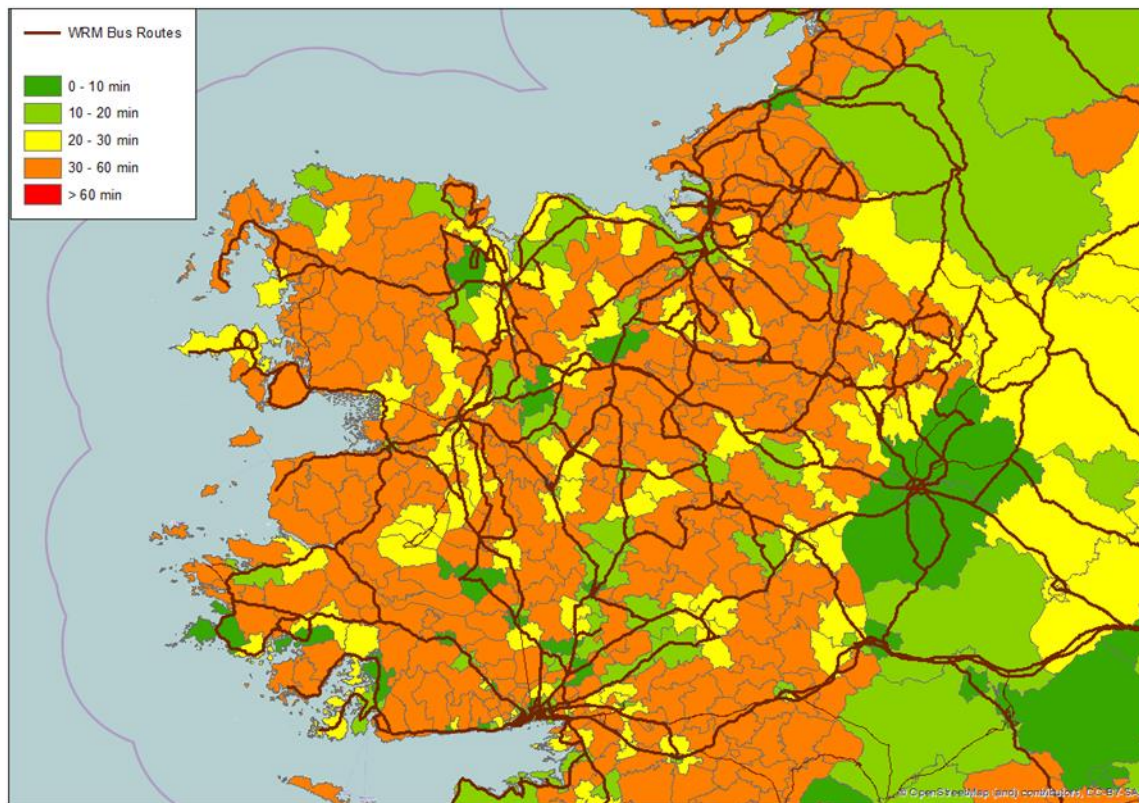 WRM Bus Routes
0 - 10 min
10 - 20 min
20 - 30 min
30 - 60 min
> 60 min
© OpenStreetMap (and) contributors, CC-BY-SA